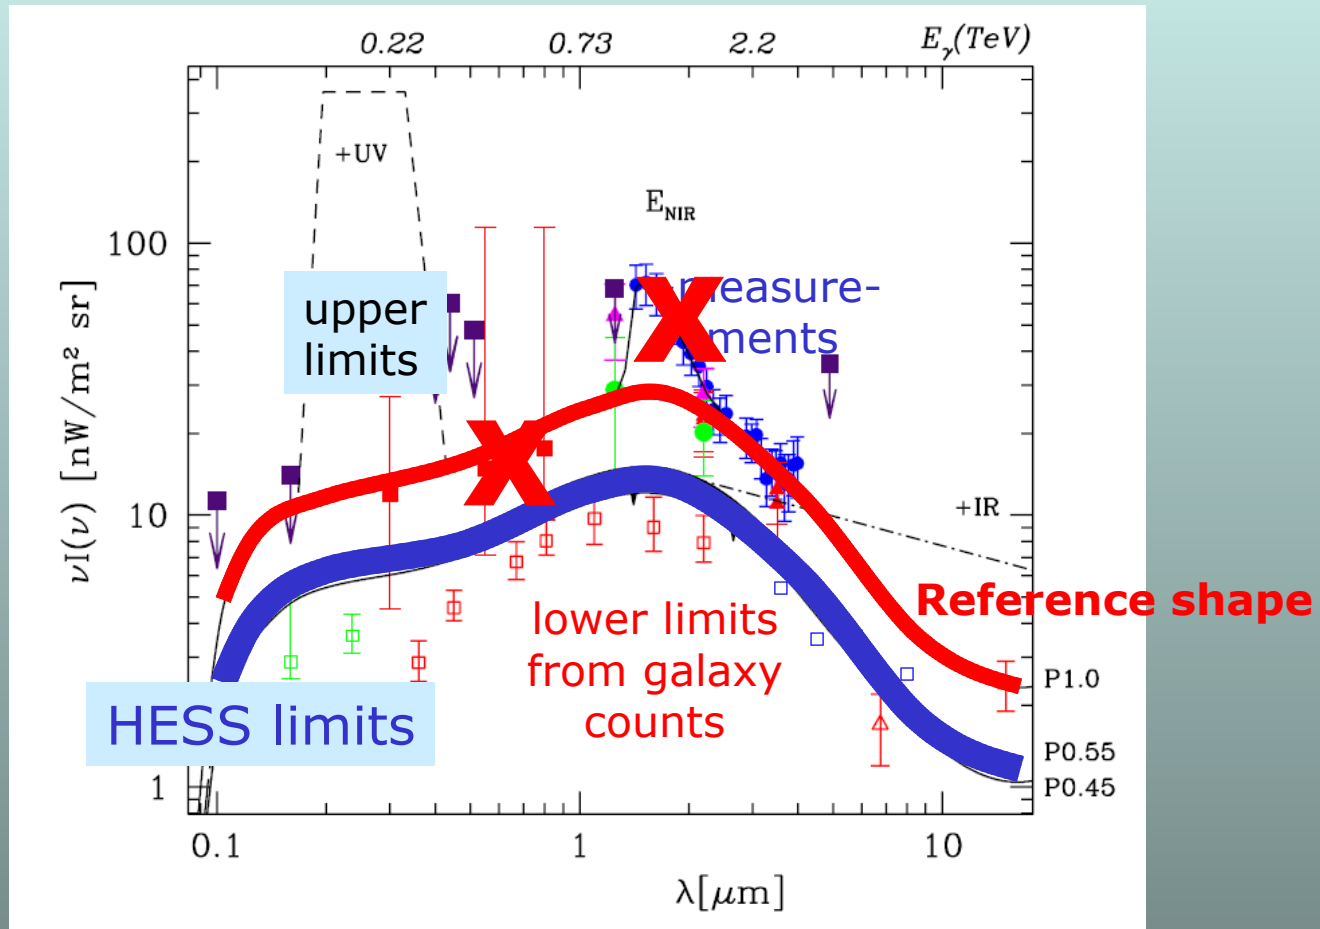 0.22 0.73 2.2 E_γ(TeV)
+UV
E_NIR
100
upper
limits
measure-
ments
νI(ν) [nW/m² sr]
10
+IR
Reference shape
lower limits
from galaxy
counts
P1.0
HESS limits
P0.55
P0.45
1
0.1 1 10
λ[μm]